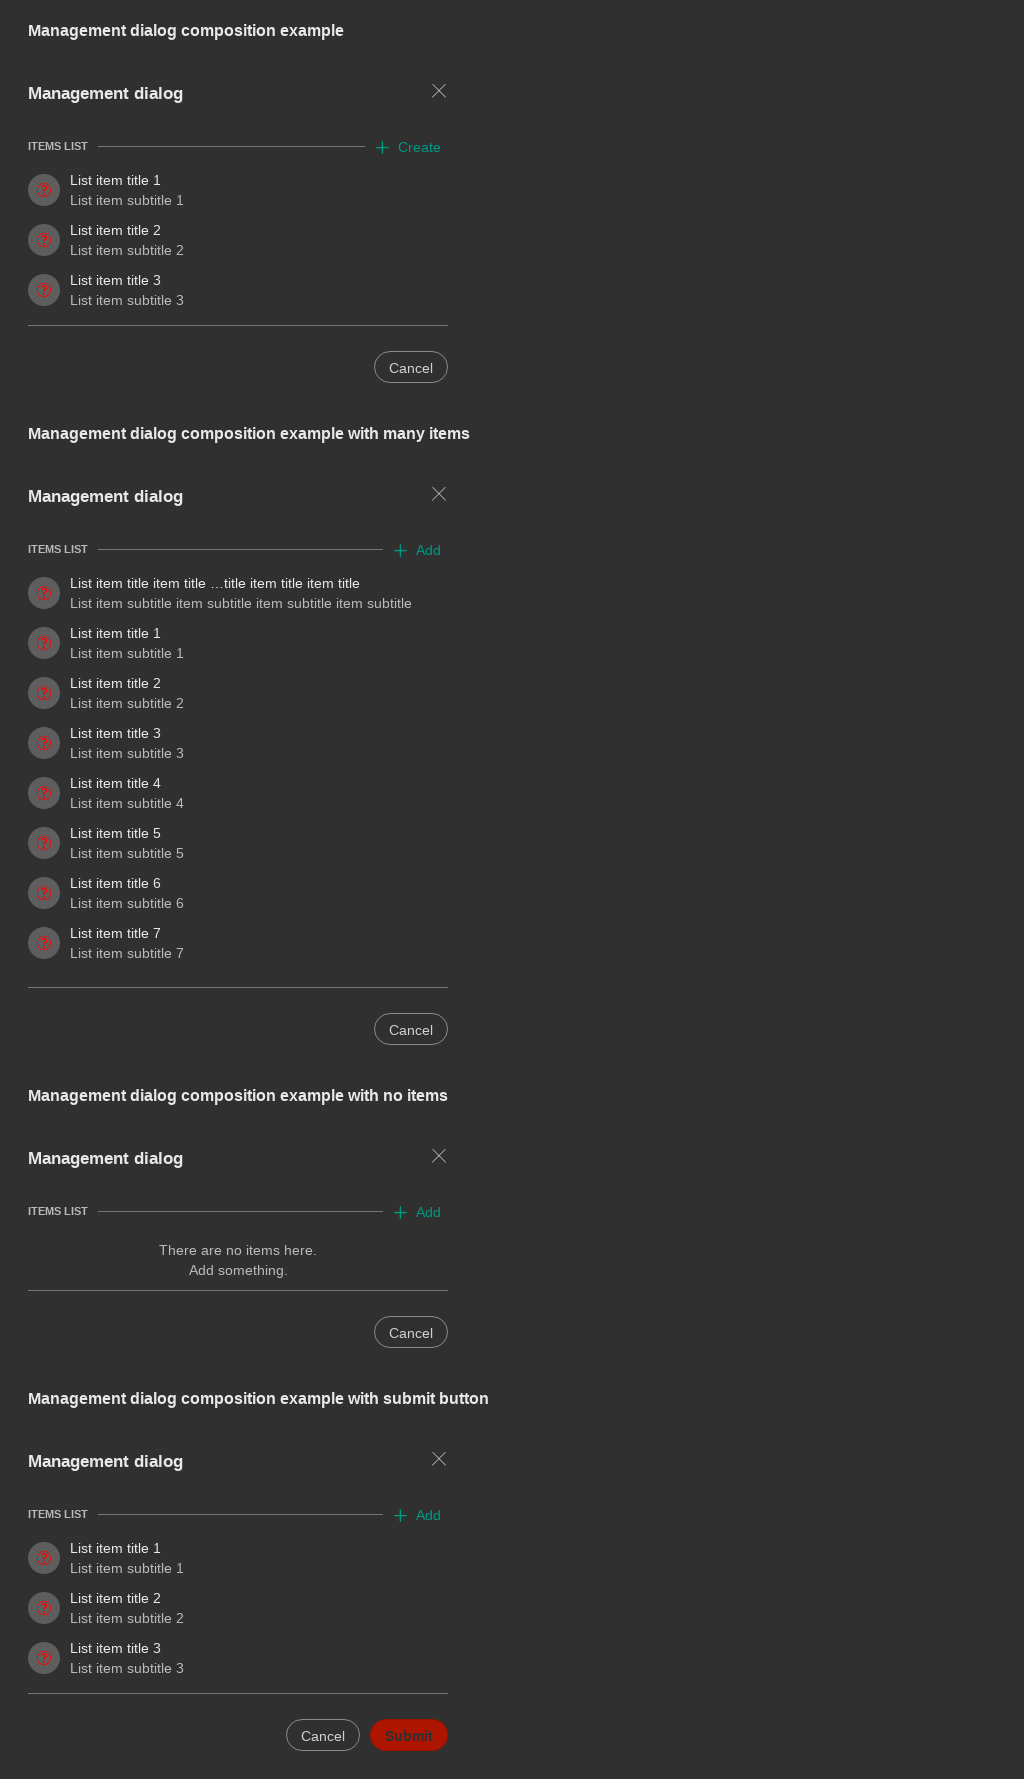 Management dialog composition example
Management dialog
ITEMS LIST
Create
List item title 1
List item subtitle 1
List item title 2
List item subtitle 2
List item title 3
List item subtitle 3
Cancel
Management dialog composition example with many items
Management dialog
ITEMS LIST
Add
List item title item title …title item title item title
List item subtitle item subtitle item subtitle item subtitle
List item title 1
List item subtitle 1
List item title 2
List item subtitle 2
List item title 3
List item subtitle 3
List item title 4
List item subtitle 4
List item title 5
List item subtitle 5
List item title 6
List item subtitle 6
List item title 7
List item subtitle 7
Cancel
Management dialog composition example with no items
Management dialog
ITEMS LIST
Add
There are no items here.
Add something.
Cancel
Management dialog composition example with submit button
Management dialog
ITEMS LIST
Add
List item title 1
List item subtitle 1
List item title 2
List item subtitle 2
List item title 3
List item subtitle 3
Cancel
Submit